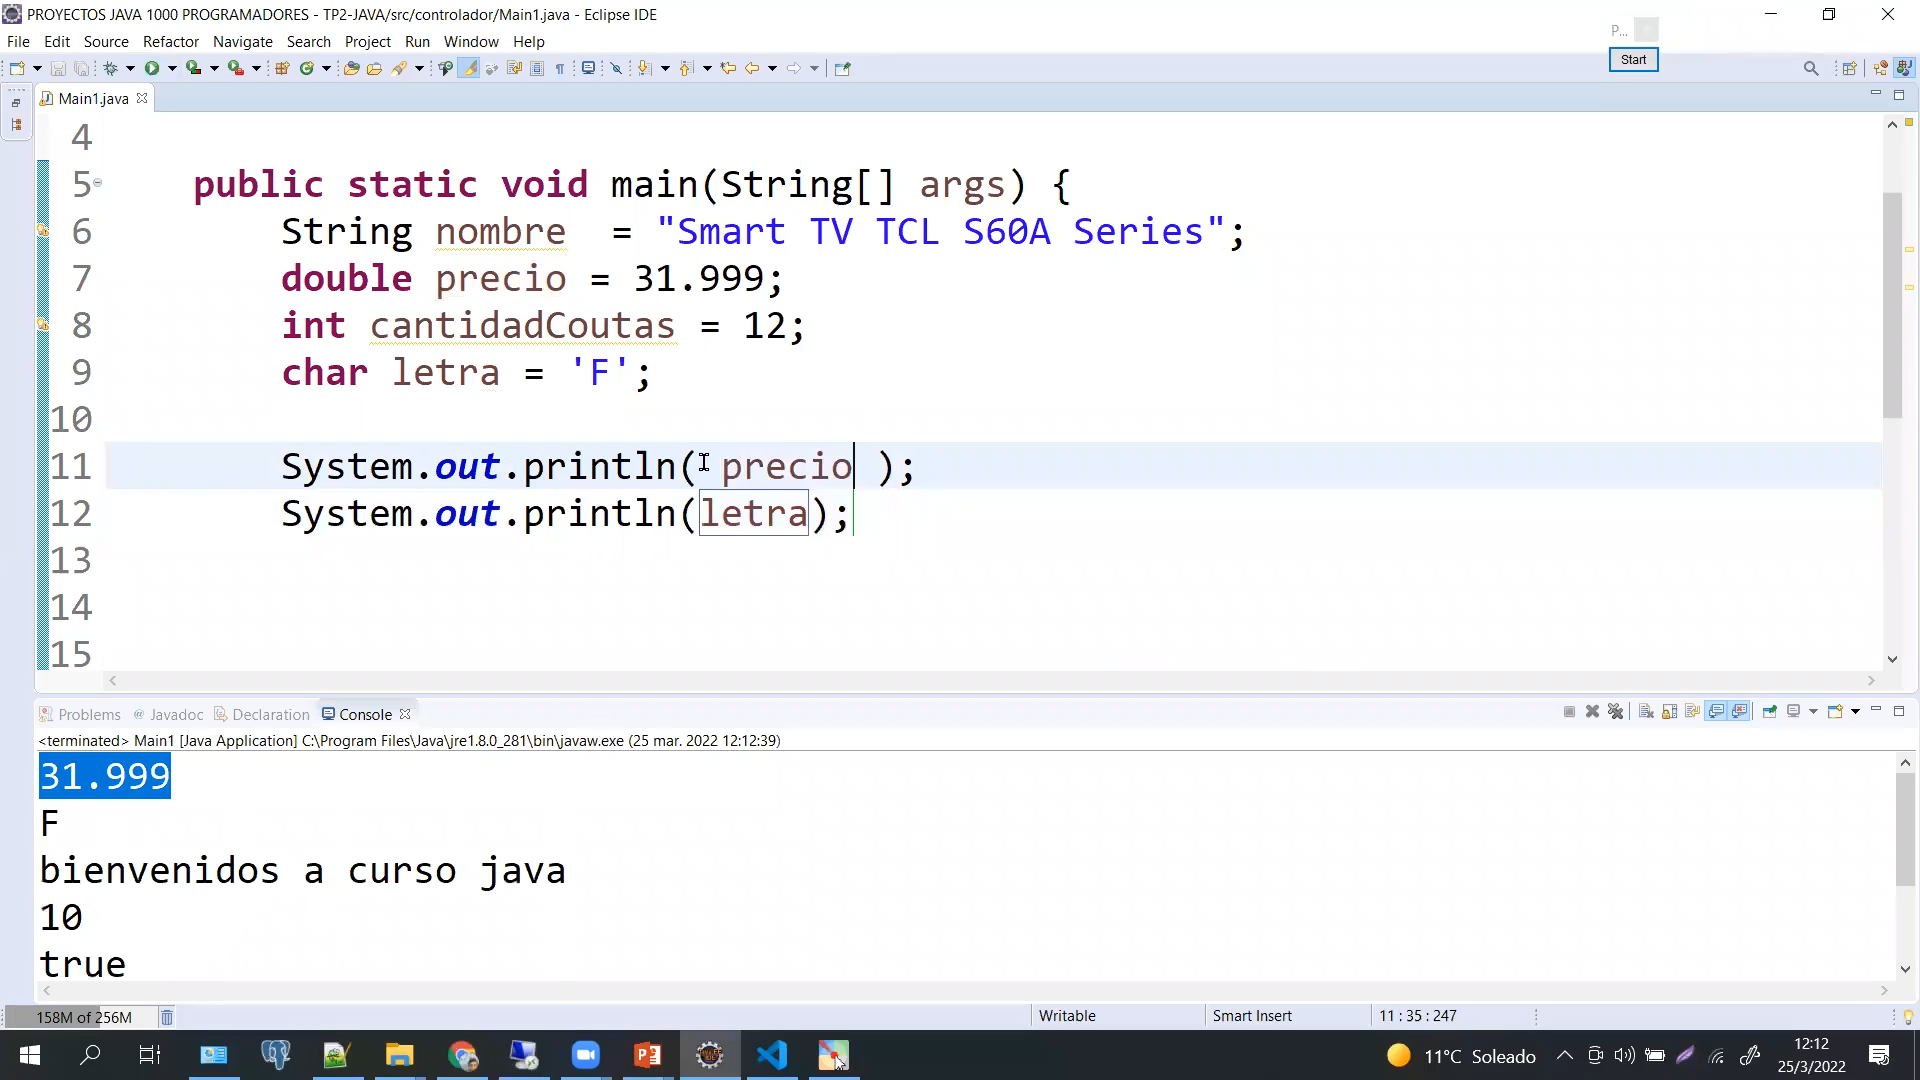 PROYECTOS JAVA 1000 PROGRAMADORES - TP2-JAVA/src/controlador/Main1.java - Eclipse IDE
P...
File Edit Source Refactor Navigate Search Project Run Window Help
Start
Main1.java
4
5 public static void main(String[] args) {
6 String nombre  = "Smart TV TCL S60A Series";
7 double precio = 31.999;
8 int cantidadCoutas = 12;
9 char letra = 'F';
10
11 System.out.println( precio );
12 System.out.println(letra);
13
14
15
Problems @ Javadoc Declaration Console
<terminated> Main1 [Java Application] C:\Program Files\Java\jre1.8.0_281\bin\javaw.exe (25 mar. 2022 12:12:39)
31.999
F
bienvenidos a curso java
10
true
158M of 256M Writable Smart Insert 11 : 35 : 247
11°C Soleado
12:12
25/3/2022